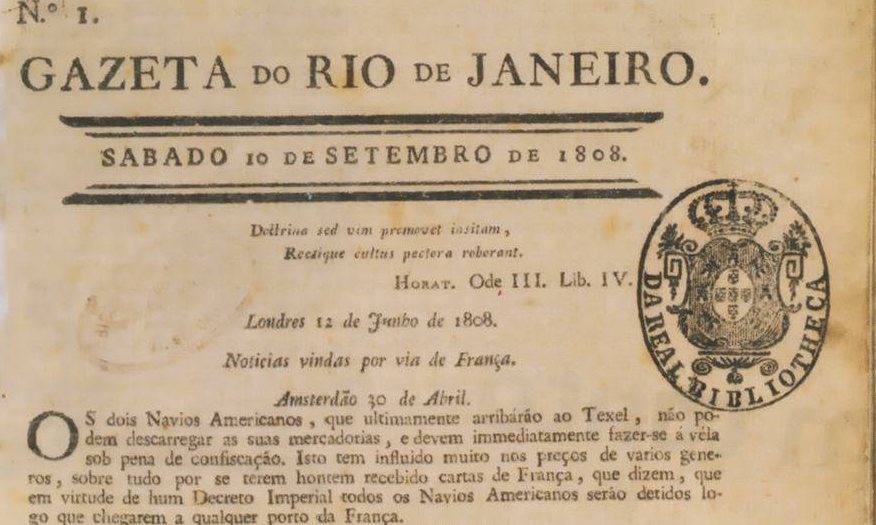 N.º 1.
GAZETA DO RIO DE JANEIRO.
SABADO 10 DE SETEMBRO DE 1808.
Doctrina sed vim promovet insitam,
Rectique cultus pectora roborant.
HORAT. Ode III. Lib. IV.
Londres 12 de Junho de 1808.
Noticias vindas por via de França.
Amsterdão 30 de Abril.
OS dois Navios Americanos, que ultimamente arribárão ao Texel, não po-
dem descarregar as suas mercadorias, e devem immediatamente fazer-se á véla
sob pena de confiscação. Isto tem influido muito nos preços de varios gene-
ros, sobre tudo por se terem hontem recebido cartas de França, que dizem, que
em virtude de hum Decreto Imperial todos os Navios Americanos serão detidos lo-
go que chegarem a qualquer porto da França.
DA REAL BIBLIOTHECA